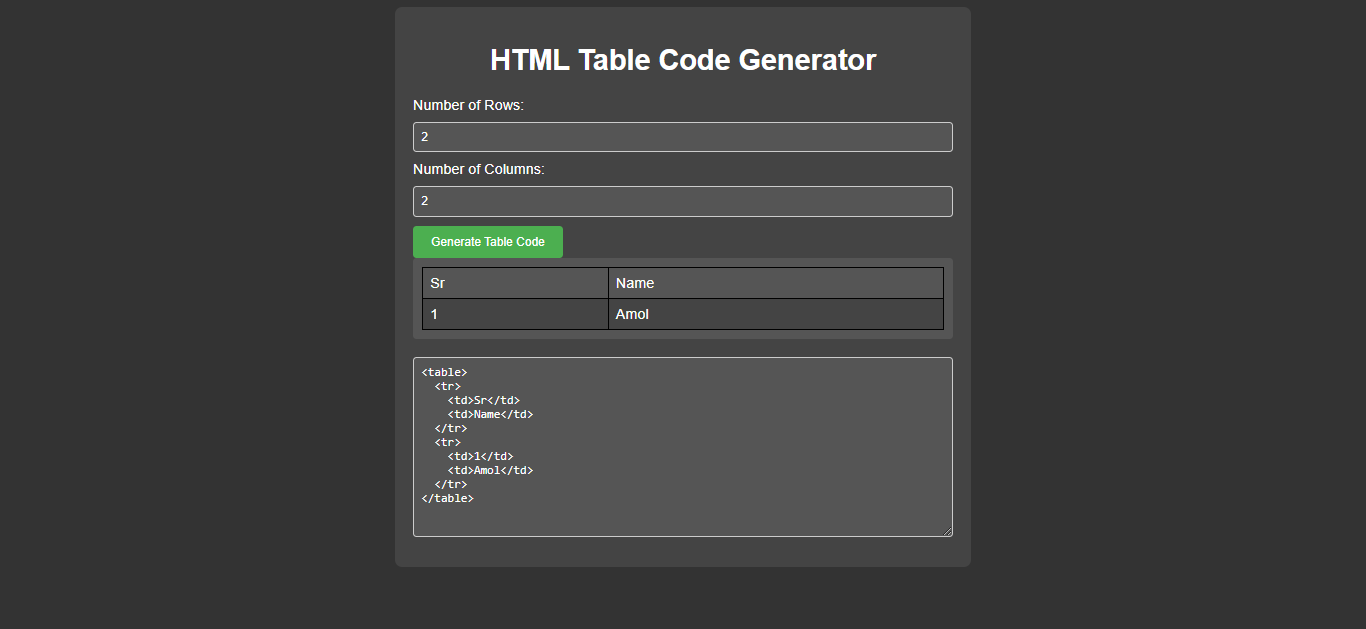 HTML Table Code Generator
Number of Rows:
2
Number of Columns:
2
Generate Table Code
Sr Name
1 Amol
<table>
  <tr>
    <td>Sr</td>
    <td>Name</td>
  </tr>
  <tr>
    <td>1</td>
    <td>Amol</td>
  </tr>
</table>